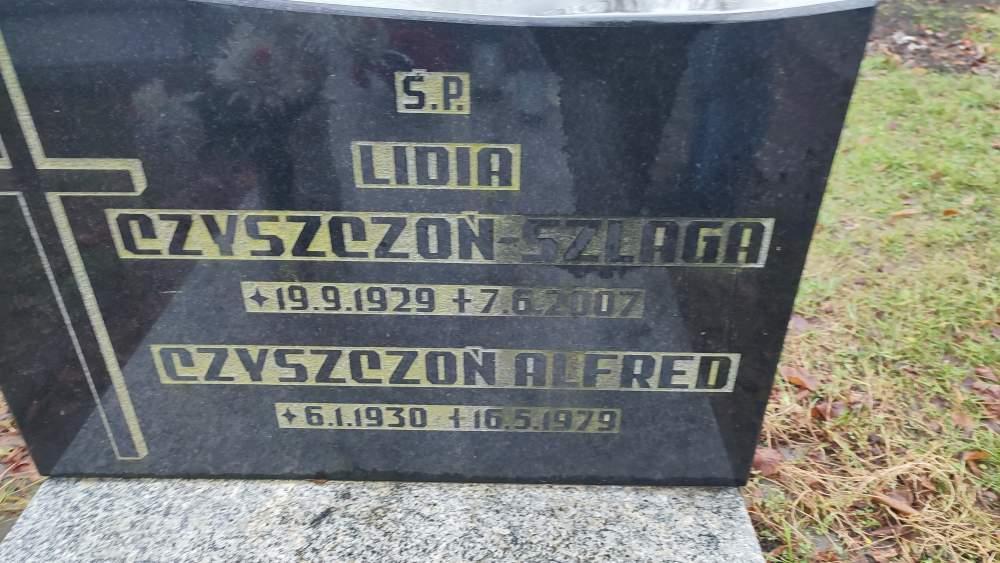 Ś.P.
LIDIA
CZYSZCZOŃ-SZLAGA
✦19.9.1929 ✝7.6.2007
CZYSZCZOŃ ALFRED
✦6.1.1930 ✝16.5.1979